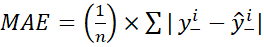 MAE = (1/n) × Σ | y_^i − ŷ_^i |